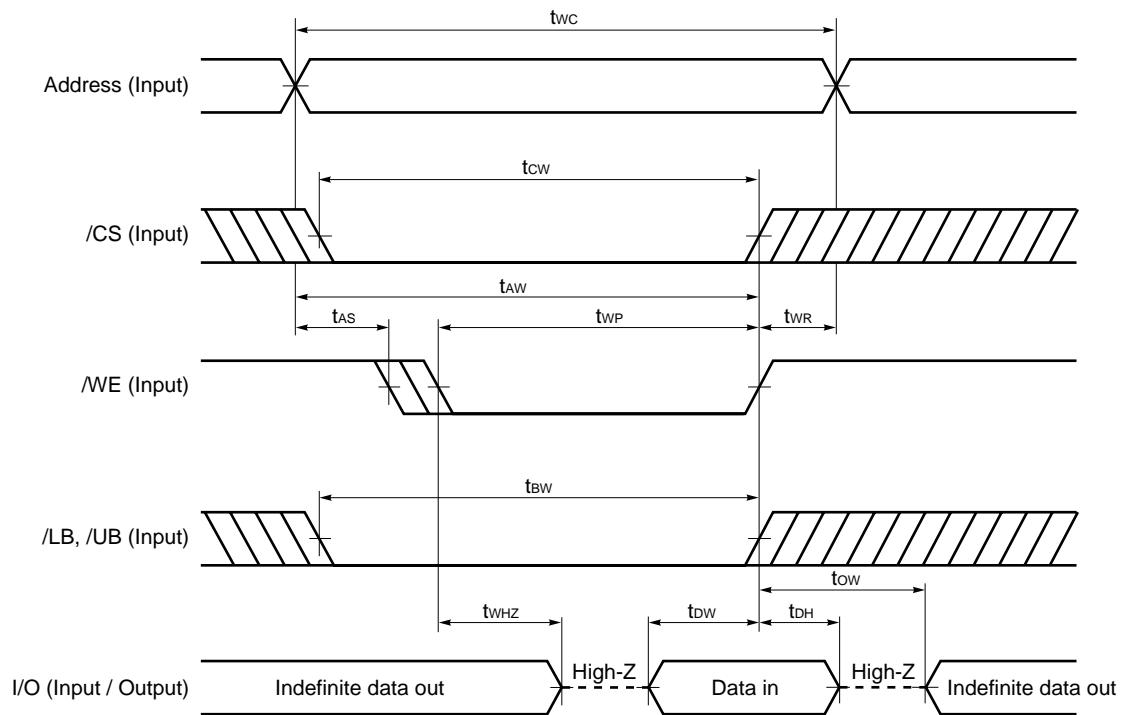 tWC
Address (Input)
tCW
/CS (Input)
tAW
tAS
tWP
tWR
/WE (Input)
tBW
/LB, /UB (Input)
tOW
tWHZ
tDW
tDH
I/O (Input / Output)
Indefinite data out
High-Z
Data in
High-Z
Indefinite data out